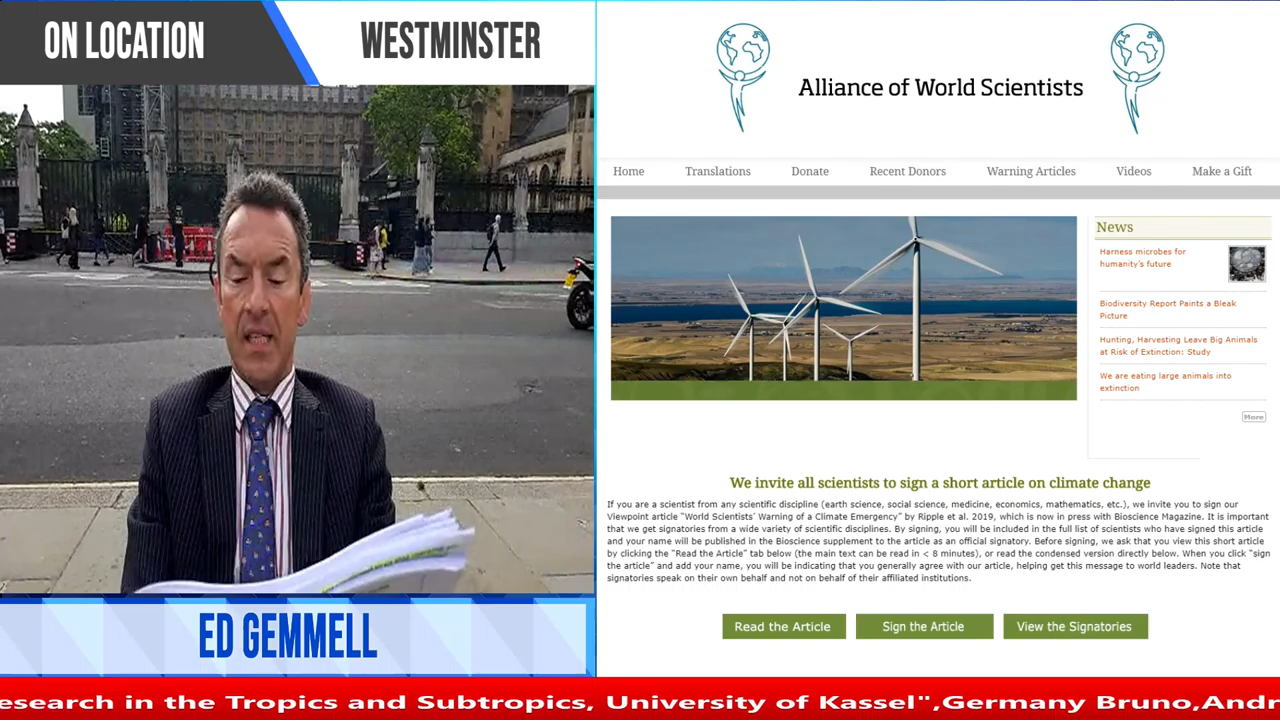 ON LOCATION
WESTMINSTER
Alliance of World Scientists
Home Translations Donate Recent Donors Warning Articles Videos Make a Gift
News
Harness microbes for
humanity's future
Biodiversity Report Paints a Bleak
Picture
Hunting, Harvesting Leave Big Animals
at Risk of Extinction: Study
We are eating large animals into
extinction
More
We invite all scientists to sign a short article on climate change
If you are a scientist from any scientific discipline (earth science, social science, medicine, economics, mathematics, etc.), we invite you to sign our
Viewpoint article "World Scientists' Warning of a Climate Emergency" by Ripple et al. 2019, which is now in press with Bioscience Magazine. It is important
that we get signatories from a wide variety of scientific disciplines. By signing, you will be included in the full list of scientists who have signed this article
and your name will be published in the Bioscience supplement to the article as an official signatory. Before signing, we ask that you view this short article
by clicking the "Read the Article" tab below (the main text can be read in < 8 minutes), or read the condensed version directly below. When you click "sign
the article" and add your name, you will be indicating that you generally agree with our article, helping get this message to world leaders. Note that
signatories speak on their own behalf and not on behalf of their affiliated institutions.
Read the Article Sign the Article View the Signatories
ED GEMMELL
esearch in the Tropics and Subtropics, University of Kassel",Germany Bruno,Andr